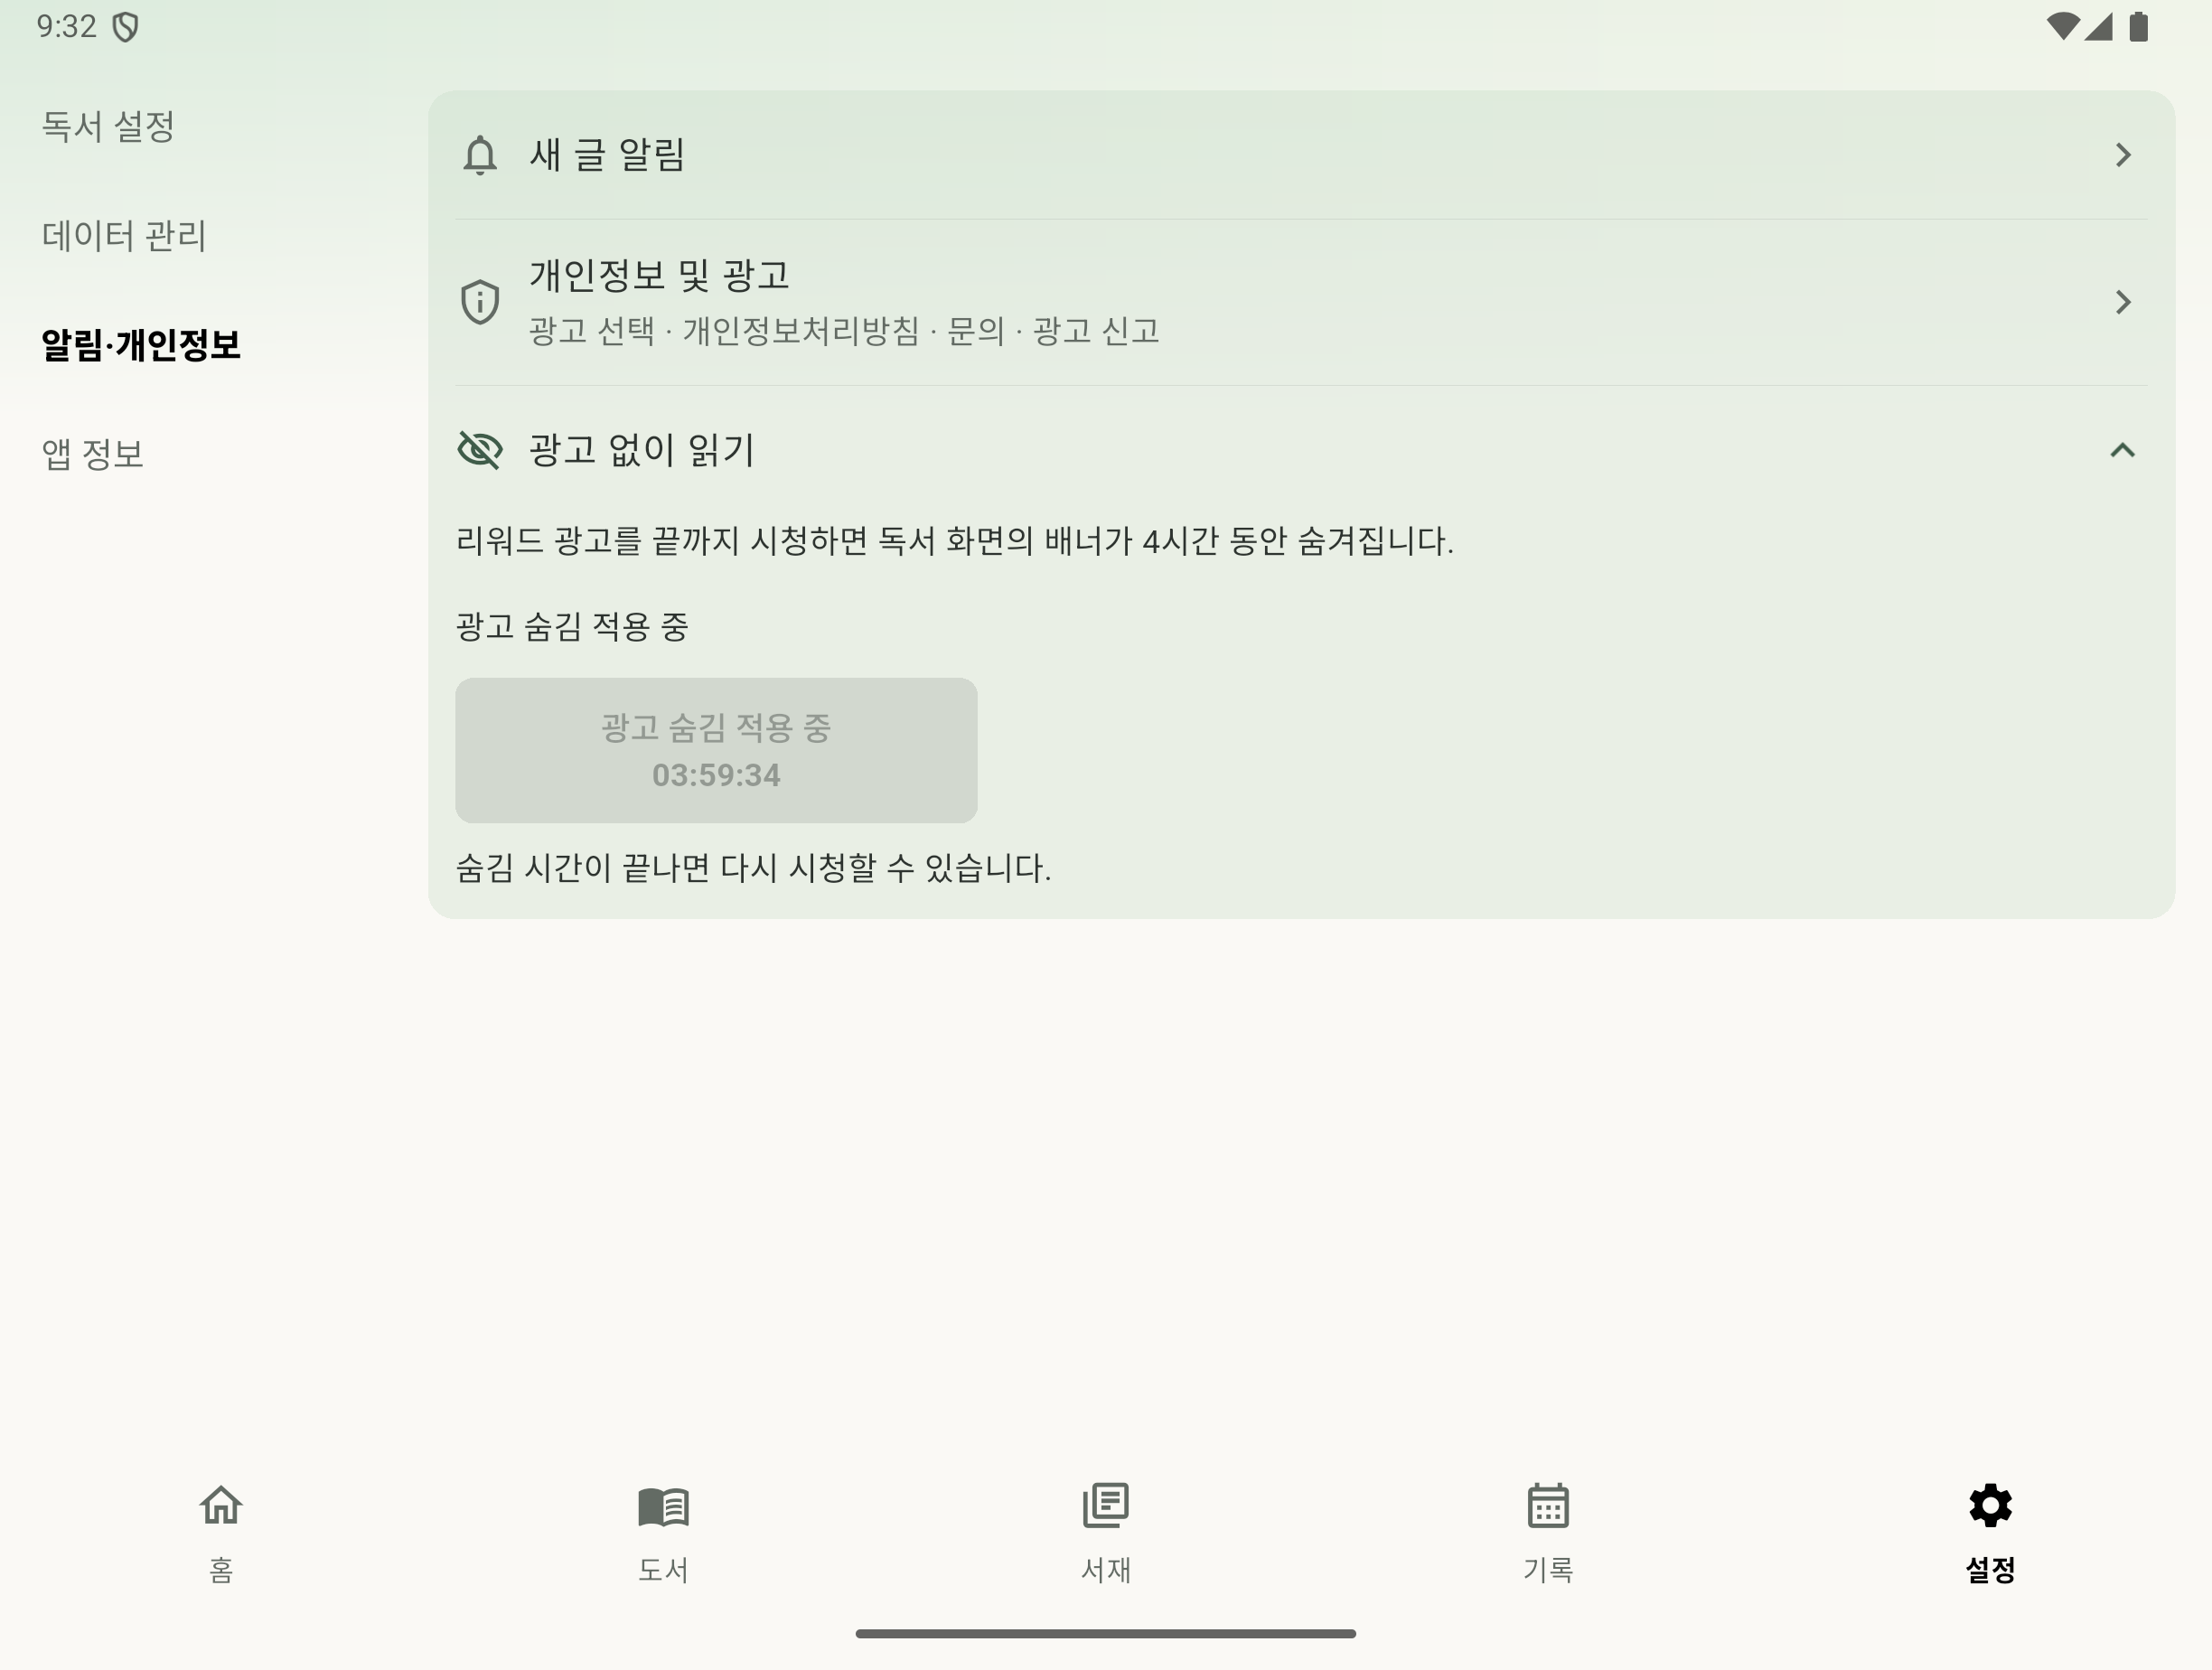 9:32
독서 설정
데이터 관리
알림·개인정보
앱 정보
새 글 알림
개인정보 및 광고
광고 선택 · 개인정보처리방침 · 문의 · 광고 신고
광고 없이 읽기
리워드 광고를 끝까지 시청하면 독서 화면의 배너가 4시간 동안 숨겨집니다.
광고 숨김 적용 중
광고 숨김 적용 중
03:59:34
숨김 시간이 끝나면 다시 시청할 수 있습니다.
홈
도서
서재
기록
설정